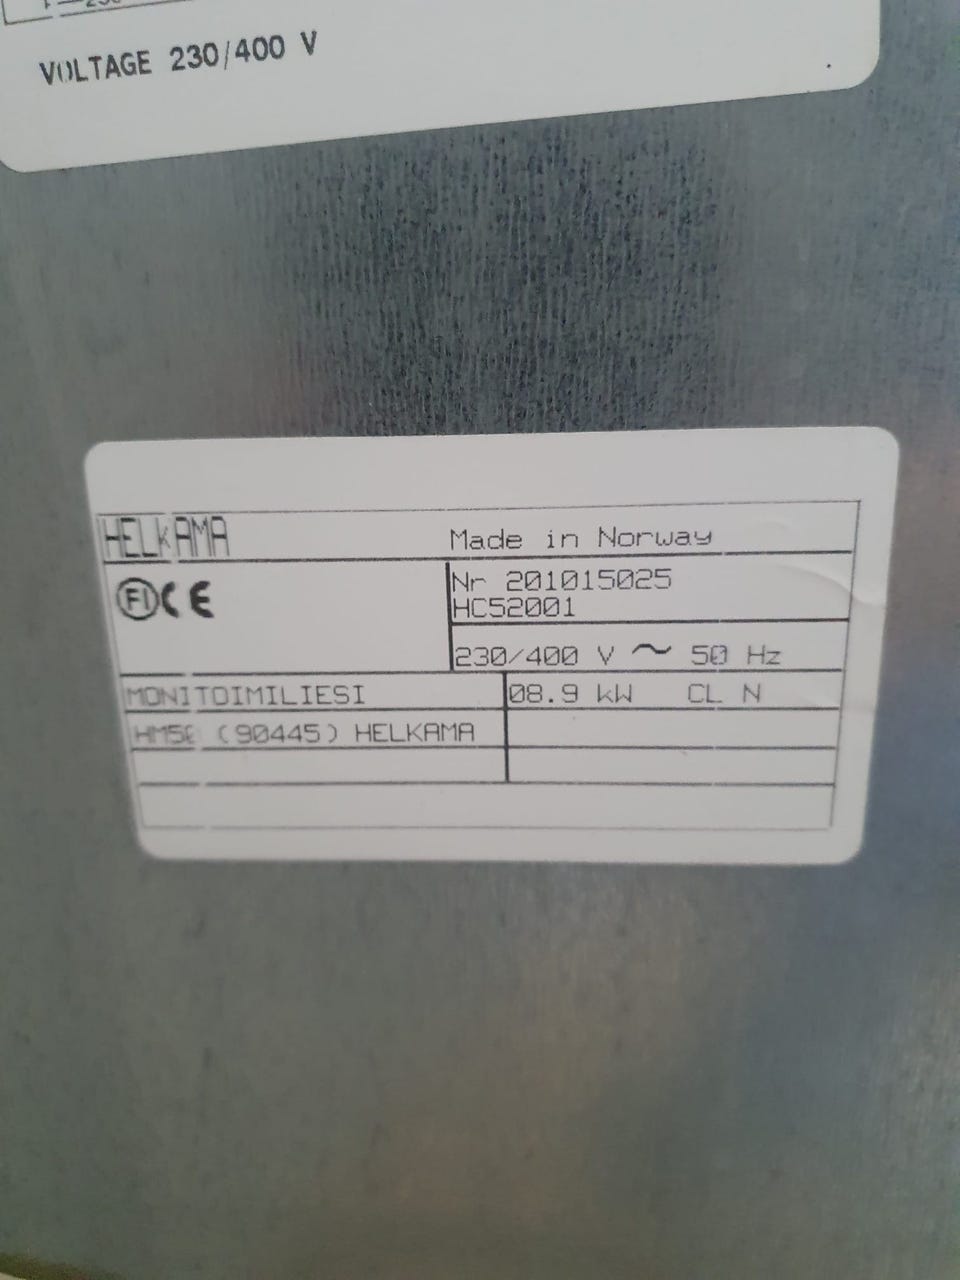 VOLTAGE 230/400 V
HELKAMA Made in Norway
FI CE Nr 201015025
HC52001
230/400 V ~ 50 Hz
MONITOIMILIESI 08.9 kW CL N
(90445) HELKAMA